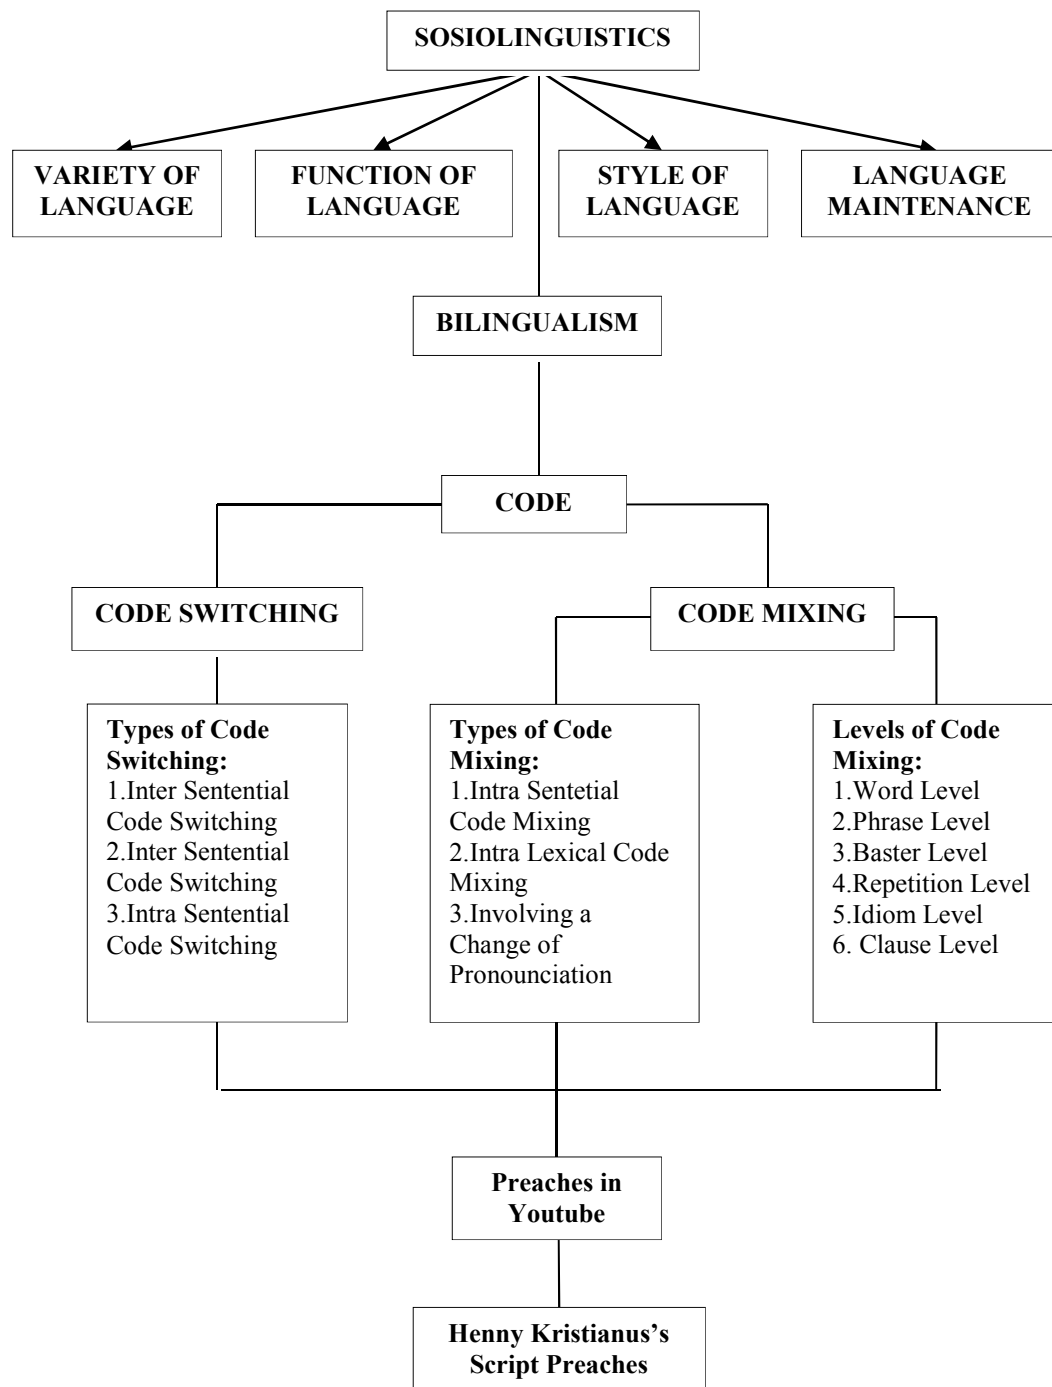 SOSIOLINGUISTICS
VARIETY OF
LANGUAGE
FUNCTION OF
LANGUAGE
STYLE OF
LANGUAGE
LANGUAGE
MAINTENANCE
BILINGUALISM
CODE
CODE SWITCHING
CODE MIXING
Types of Code
Switching:
1.Inter Sentential
Code Switching
2.Inter Sentential
Code Switching
3.Intra Sentential
Code Switching
Types of Code
Mixing:
1.Intra Sentetial
Code Mixing
2.Intra Lexical Code
Mixing
3.Involving a
Change of
Pronounciation
Levels of Code
Mixing:
1.Word Level
2.Phrase Level
3.Baster Level
4.Repetition Level
5.Idiom Level
6. Clause Level
Preaches in
Youtube
Henny Kristianus’s
Script Preaches